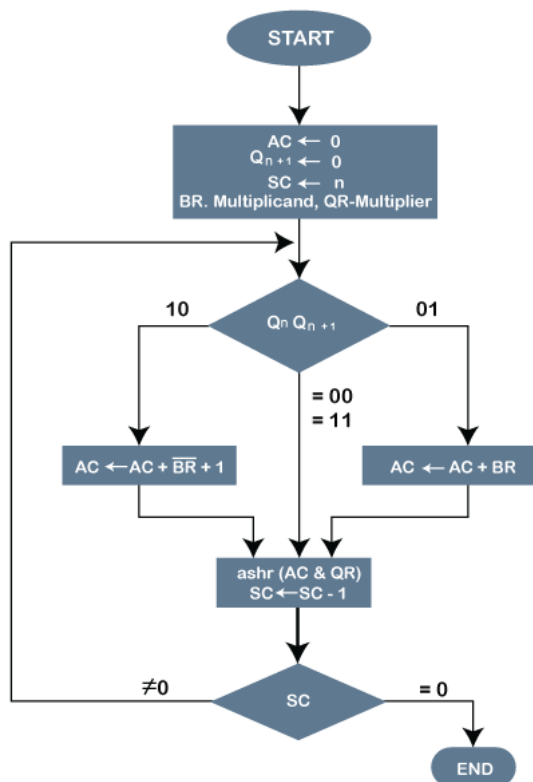 START
AC ← 0
Qn+1 ← 0
SC ← n
BR. Multiplicand, QR-Multiplier
10
Qn Qn+1
01
= 00
= 11
AC ← AC + B̅R̅ + 1
AC ← AC + BR
ashr (AC & QR)
SC ← SC - 1
≠0
SC
= 0
END